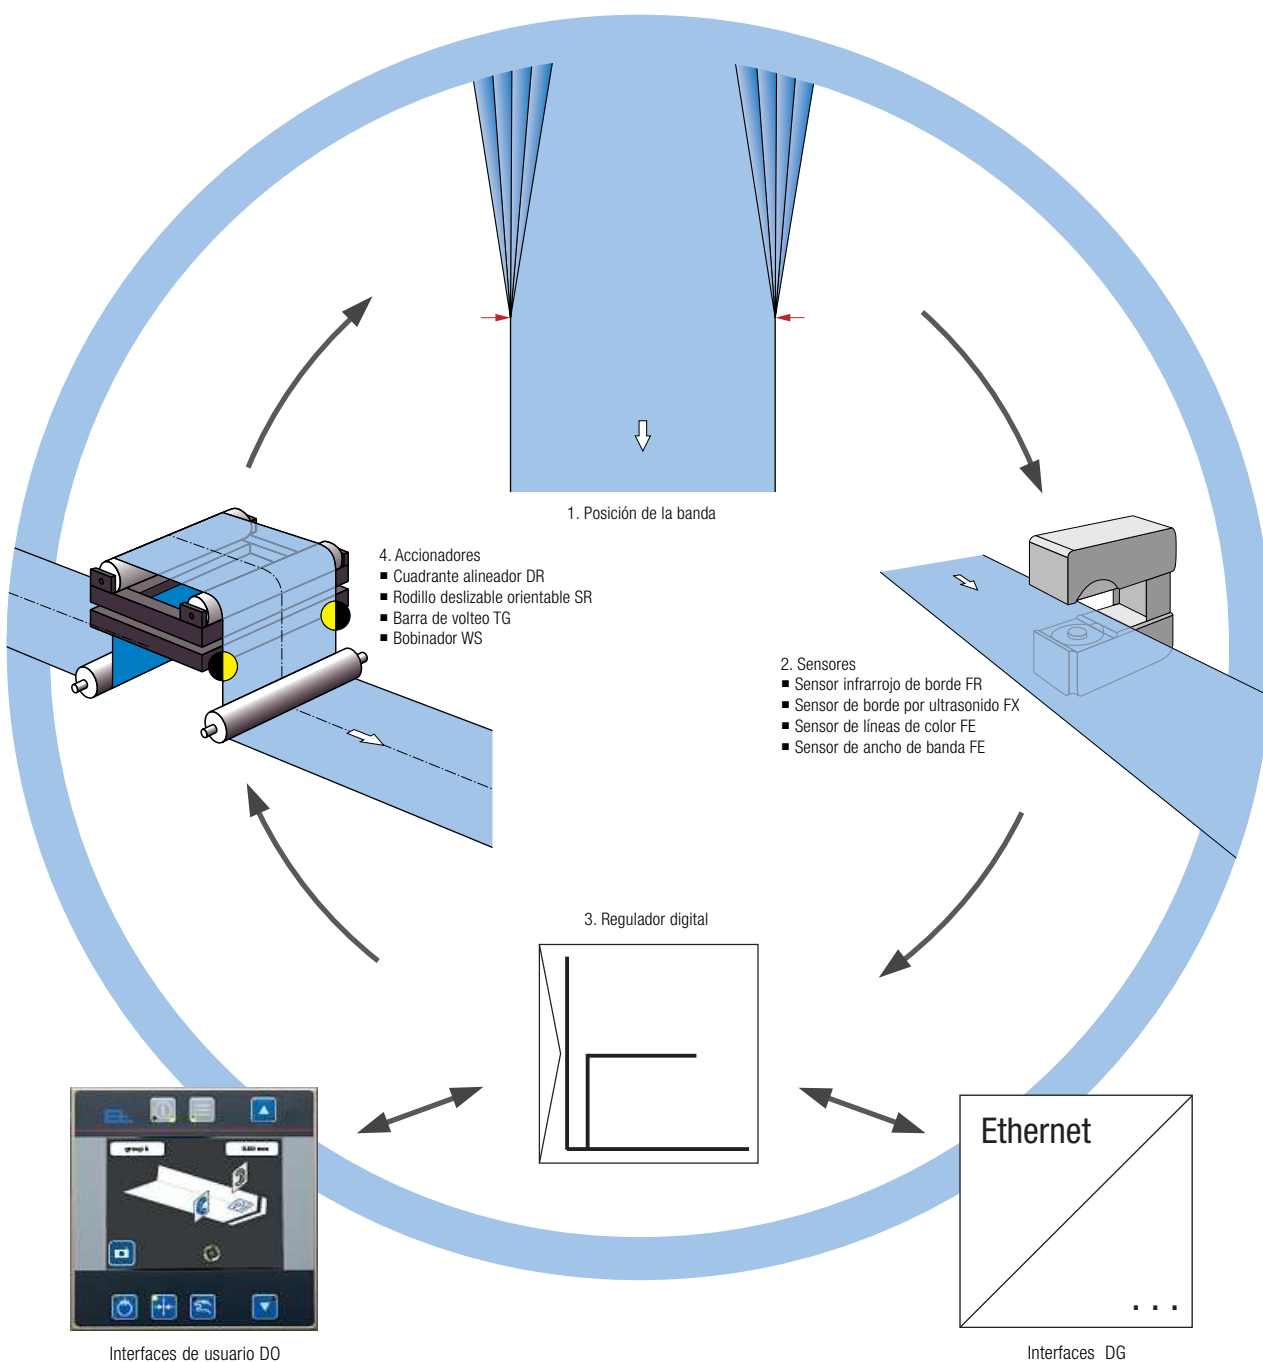 1. Posición de la banda
4. Accionadores
■ Cuadrante alineador DR
■ Rodillo deslizable orientable SR
■ Barra de volteo TG
■ Bobinador WS
2. Sensores
■ Sensor infrarrojo de borde FR
■ Sensor de borde por ultrasonido FX
■ Sensor de líneas de color FE
■ Sensor de ancho de banda FE
3. Regulador digital
Ethernet
. . .
Interfaces de usuario DO
Interfaces DG